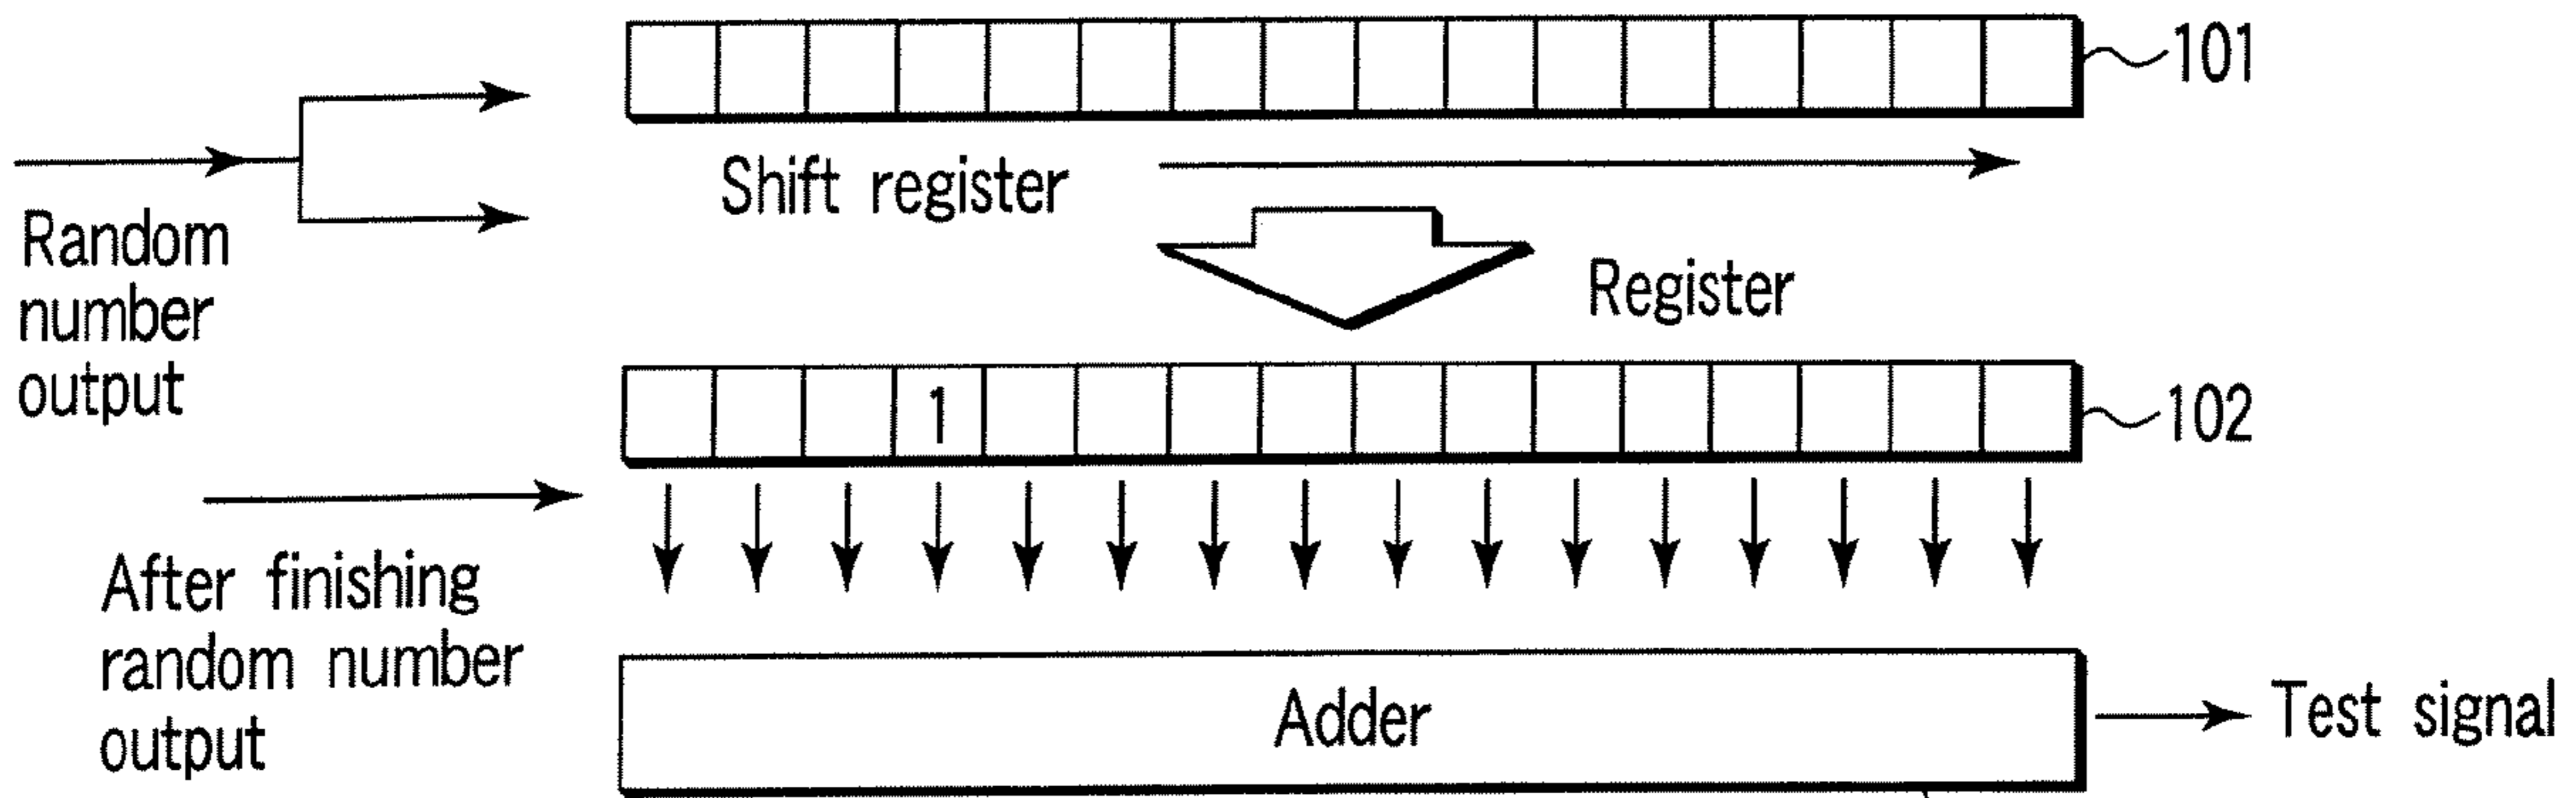 101
Shift register
Random
number
output
Register
1
102
After finishing
random number
output
Adder
Test signal